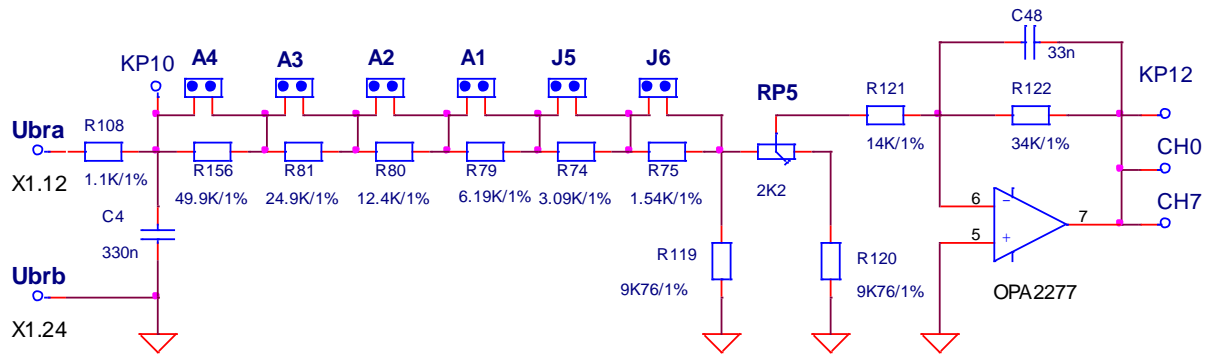 C48
33n
A4
A3
A2
A1
J5
J6
KP10
KP12
RP5
R121
R122
14K/1%
34K/1%
Ubra
R108
X1.12
1.1K/1%
R156
R81
R80
R79
R74
R75
49.9K/1%
24.9K/1%
12.4K/1%
6.19K/1%
3.09K/1%
1.54K/1%
2K2
CH0
CH7
6
5
7
C4
330n
R119
9K76/1%
R120
9K76/1%
OPA2277
Ubrb
X1.24